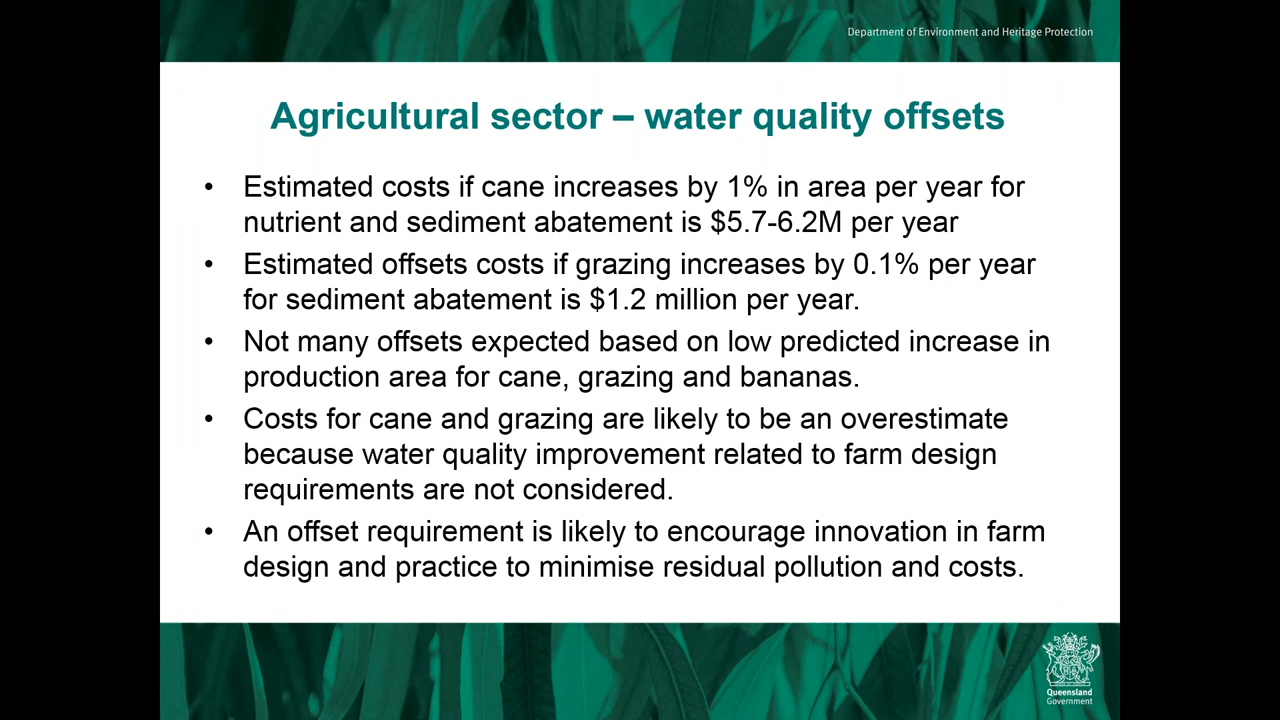 Department of Environment and Heritage Protection
Agricultural sector – water quality offsets
• Estimated costs if cane increases by 1% in area per year for
nutrient and sediment abatement is $5.7-6.2M per year
• Estimated offsets costs if grazing increases by 0.1% per year
for sediment abatement is $1.2 million per year.
• Not many offsets expected based on low predicted increase in
production area for cane, grazing and bananas.
• Costs for cane and grazing are likely to be an overestimate
because water quality improvement related to farm design
requirements are not considered.
• An offset requirement is likely to encourage innovation in farm
design and practice to minimise residual pollution and costs.
Queensland
Government